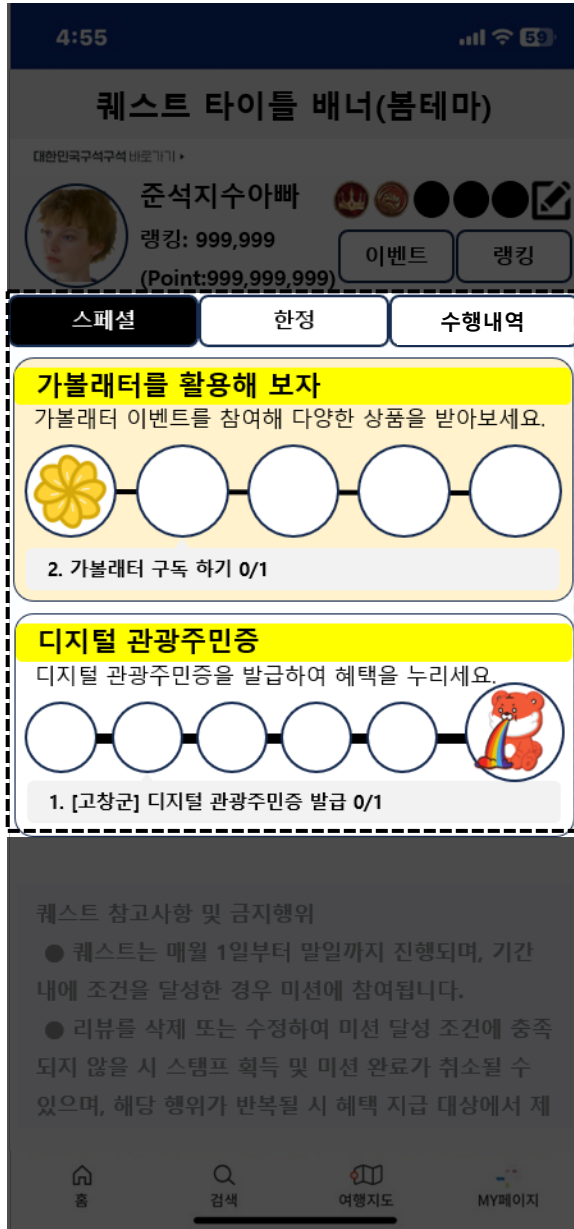 4:55
59
퀘스트 타이틀 배너(봄테마)
대한민국구석구석 바로가기 ▸
준석지수아빠
랭킹: 999,999
(Point:999,999,999)
이벤트
랭킹
스페셜
한정
수행내역
가볼래터를 활용해 보자
가볼래터 이벤트를 참여해 다양한 상품을 받아보세요.
2. 가볼래터 구독 하기 0/1
디지털 관광주민증
디지털 관광주민증을 발급하여 혜택을 누리세요.
1. [고창군] 디지털 관광주민증 발급 0/1
퀘스트 참고사항 및 금지행위
● 퀘스트는 매월 1일부터 말일까지 진행되며, 기간
내에 조건을 달성한 경우 미션에 참여됩니다.
● 리뷰를 삭제 또는 수정하여 미션 달성 조건에 충족
되지 않을 시 스탬프 획득 및 미션 완료가 취소될 수
있으며, 해당 행위가 반복될 시 혜택 지급 대상에서 제
홈
검색
여행지도
MY페이지